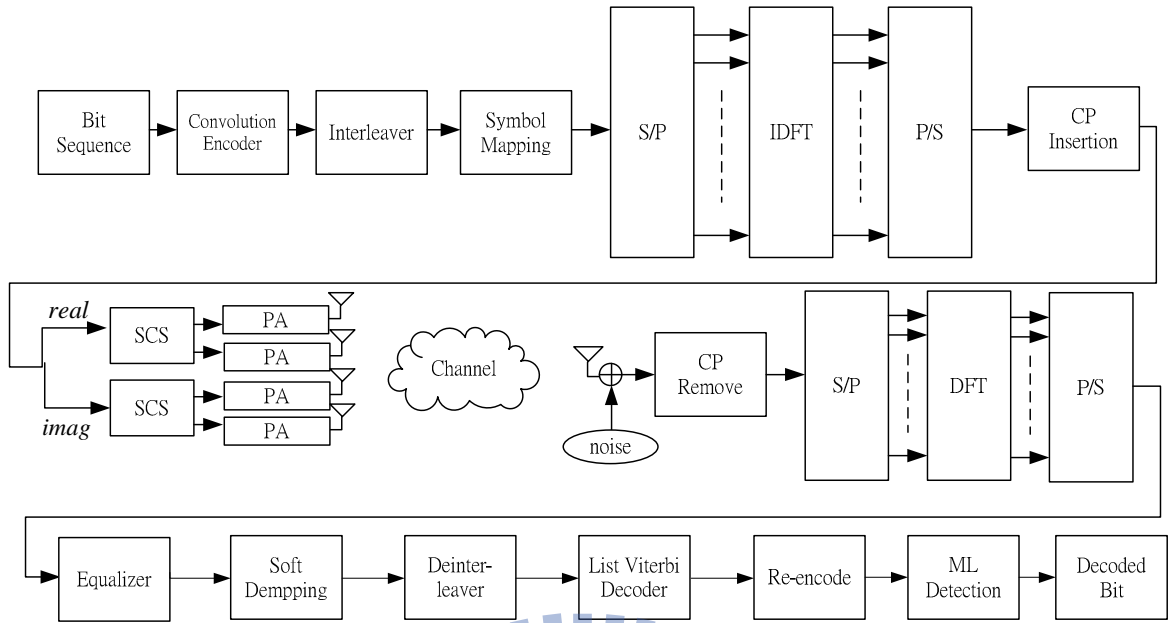 Bit
Sequence
Convolution
Encoder
Interleaver
Symbol
Mapping
S/P
IDFT
P/S
CP
Insertion
real
SCS
PA
PA
imag
SCS
PA
PA
Channel
noise
CP
Remove
S/P
DFT
P/S
Equalizer
Soft
Dempping
Deinter-
leaver
List Viterbi
Decoder
Re-encode
ML
Detection
Decoded
Bit